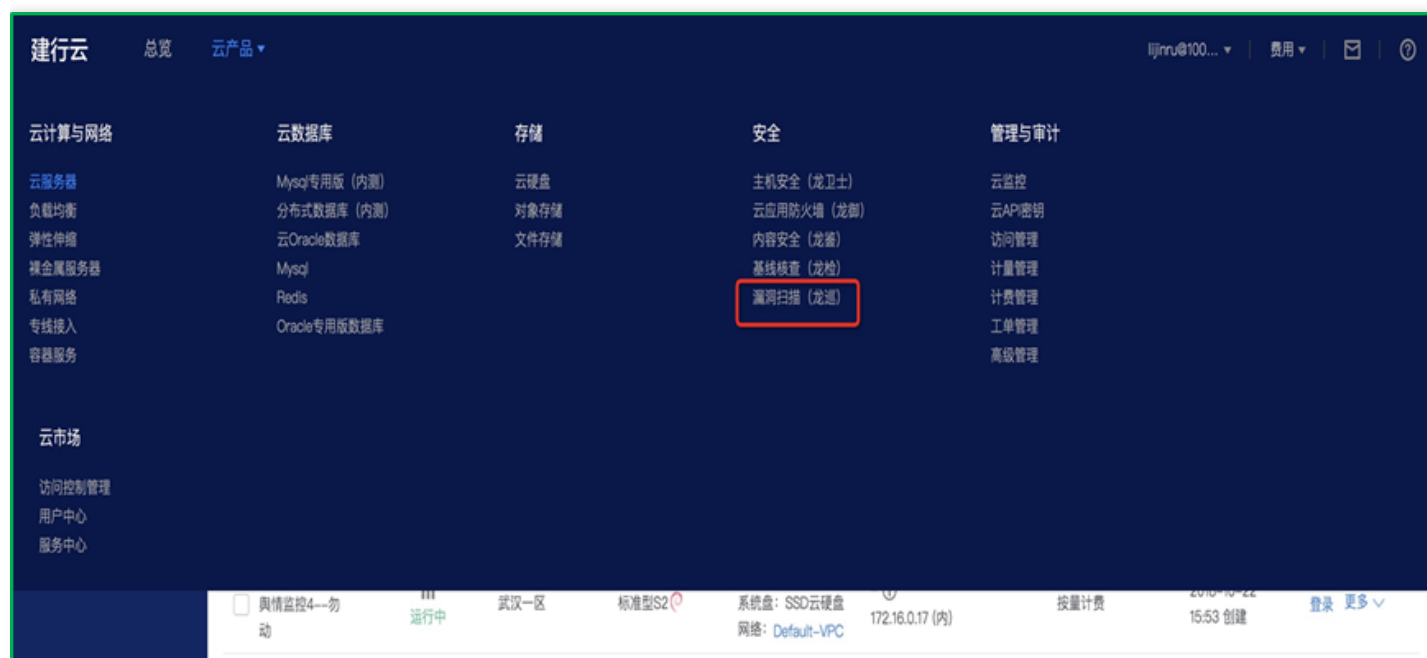 建行云 总览 云产品 lijinru@100... 费用
云计算与网络 云数据库 存储 安全 管理与审计
云服务器 Mysql专用版（内测） 云硬盘 主机安全（龙卫士） 云监控
负载均衡 分布式数据库（内测） 对象存储 云应用防火墙（龙御） 云API密钥
弹性伸缩 云Oracle数据库 文件存储 内容安全（龙鉴） 访问管理
裸金属服务器 Mysql 基线核查（龙检） 计量管理
私有网络 Redis 漏洞扫描（龙巡） 计费管理
专线接入 Oracle专用版数据库 工单管理
容器服务 高级管理
云市场
访问控制管理
用户中心
服务中心
舆情监控4--勿 武汉一区 标准型S2 系统盘：SSD云硬盘 按量计费 登录 更多
运行中 172.16.0.17 (内) 15:53 创建
动 网络：Default-VPC